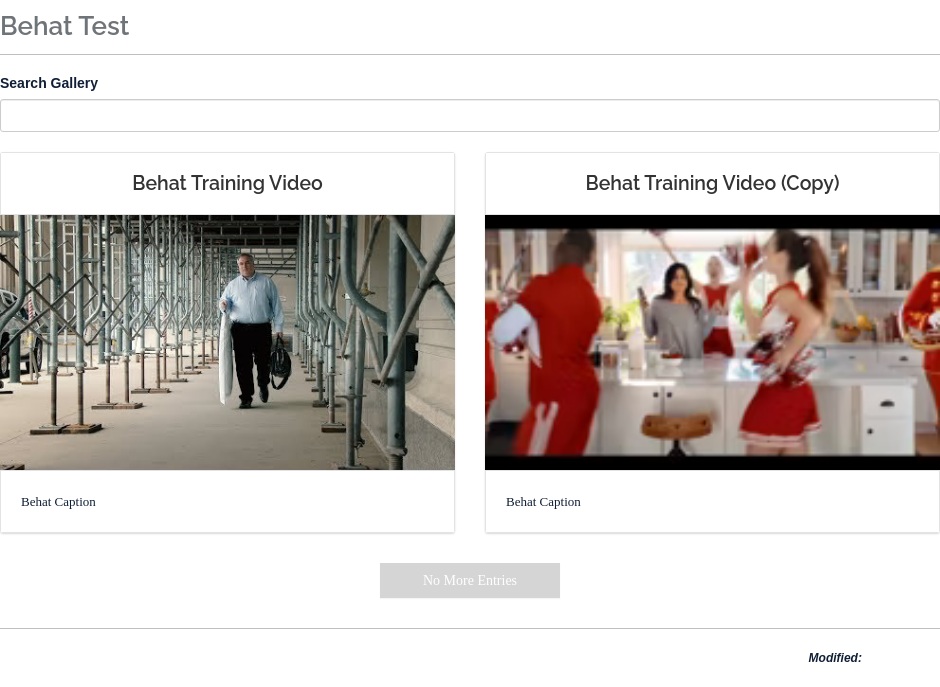 Behat Test
Search Gallery
Behat Training Video
Behat Training Video (Copy)
Behat Caption
Behat Caption
No More Entries
Modified: